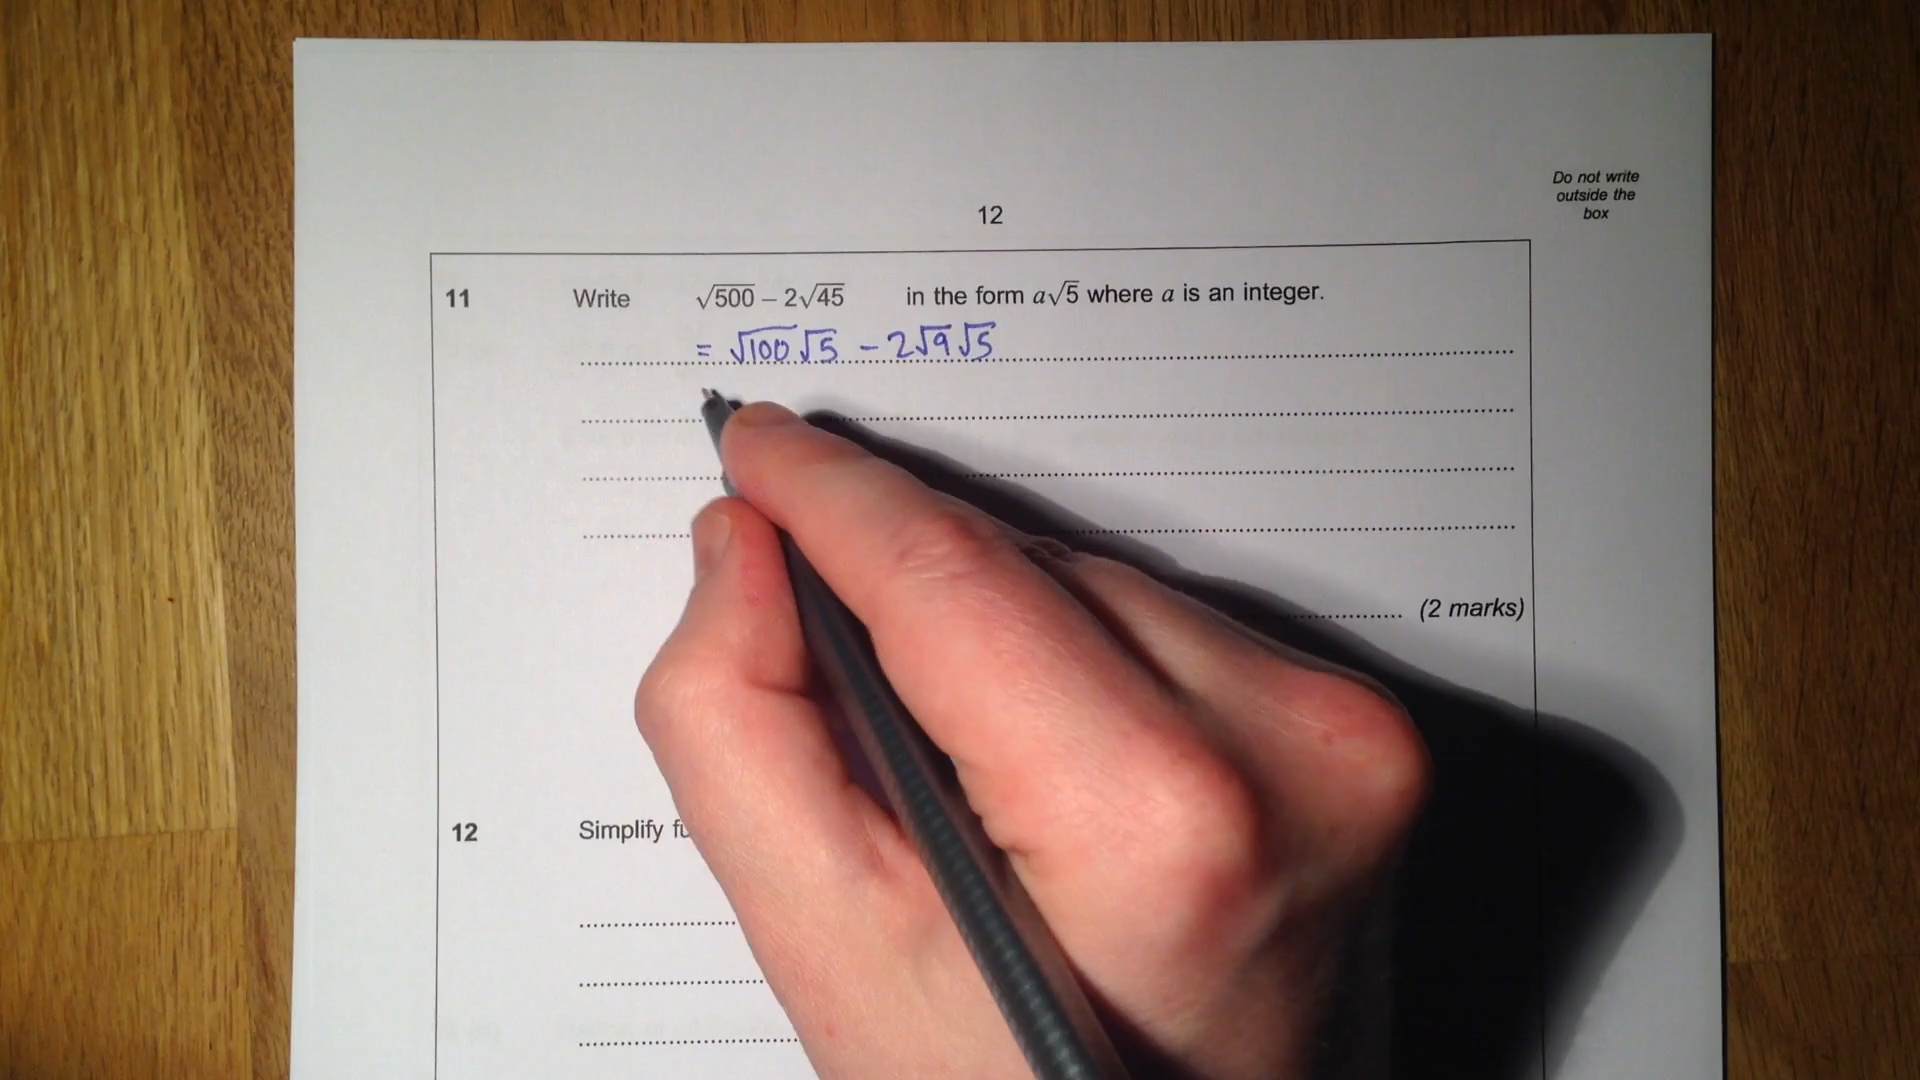 Do not write
outside the
box
12
11 Write √500 – 2√45 in the form a√5 where a is an integer.
= √100 √5 – 2√9 √5
(2 marks)
12 Simplify